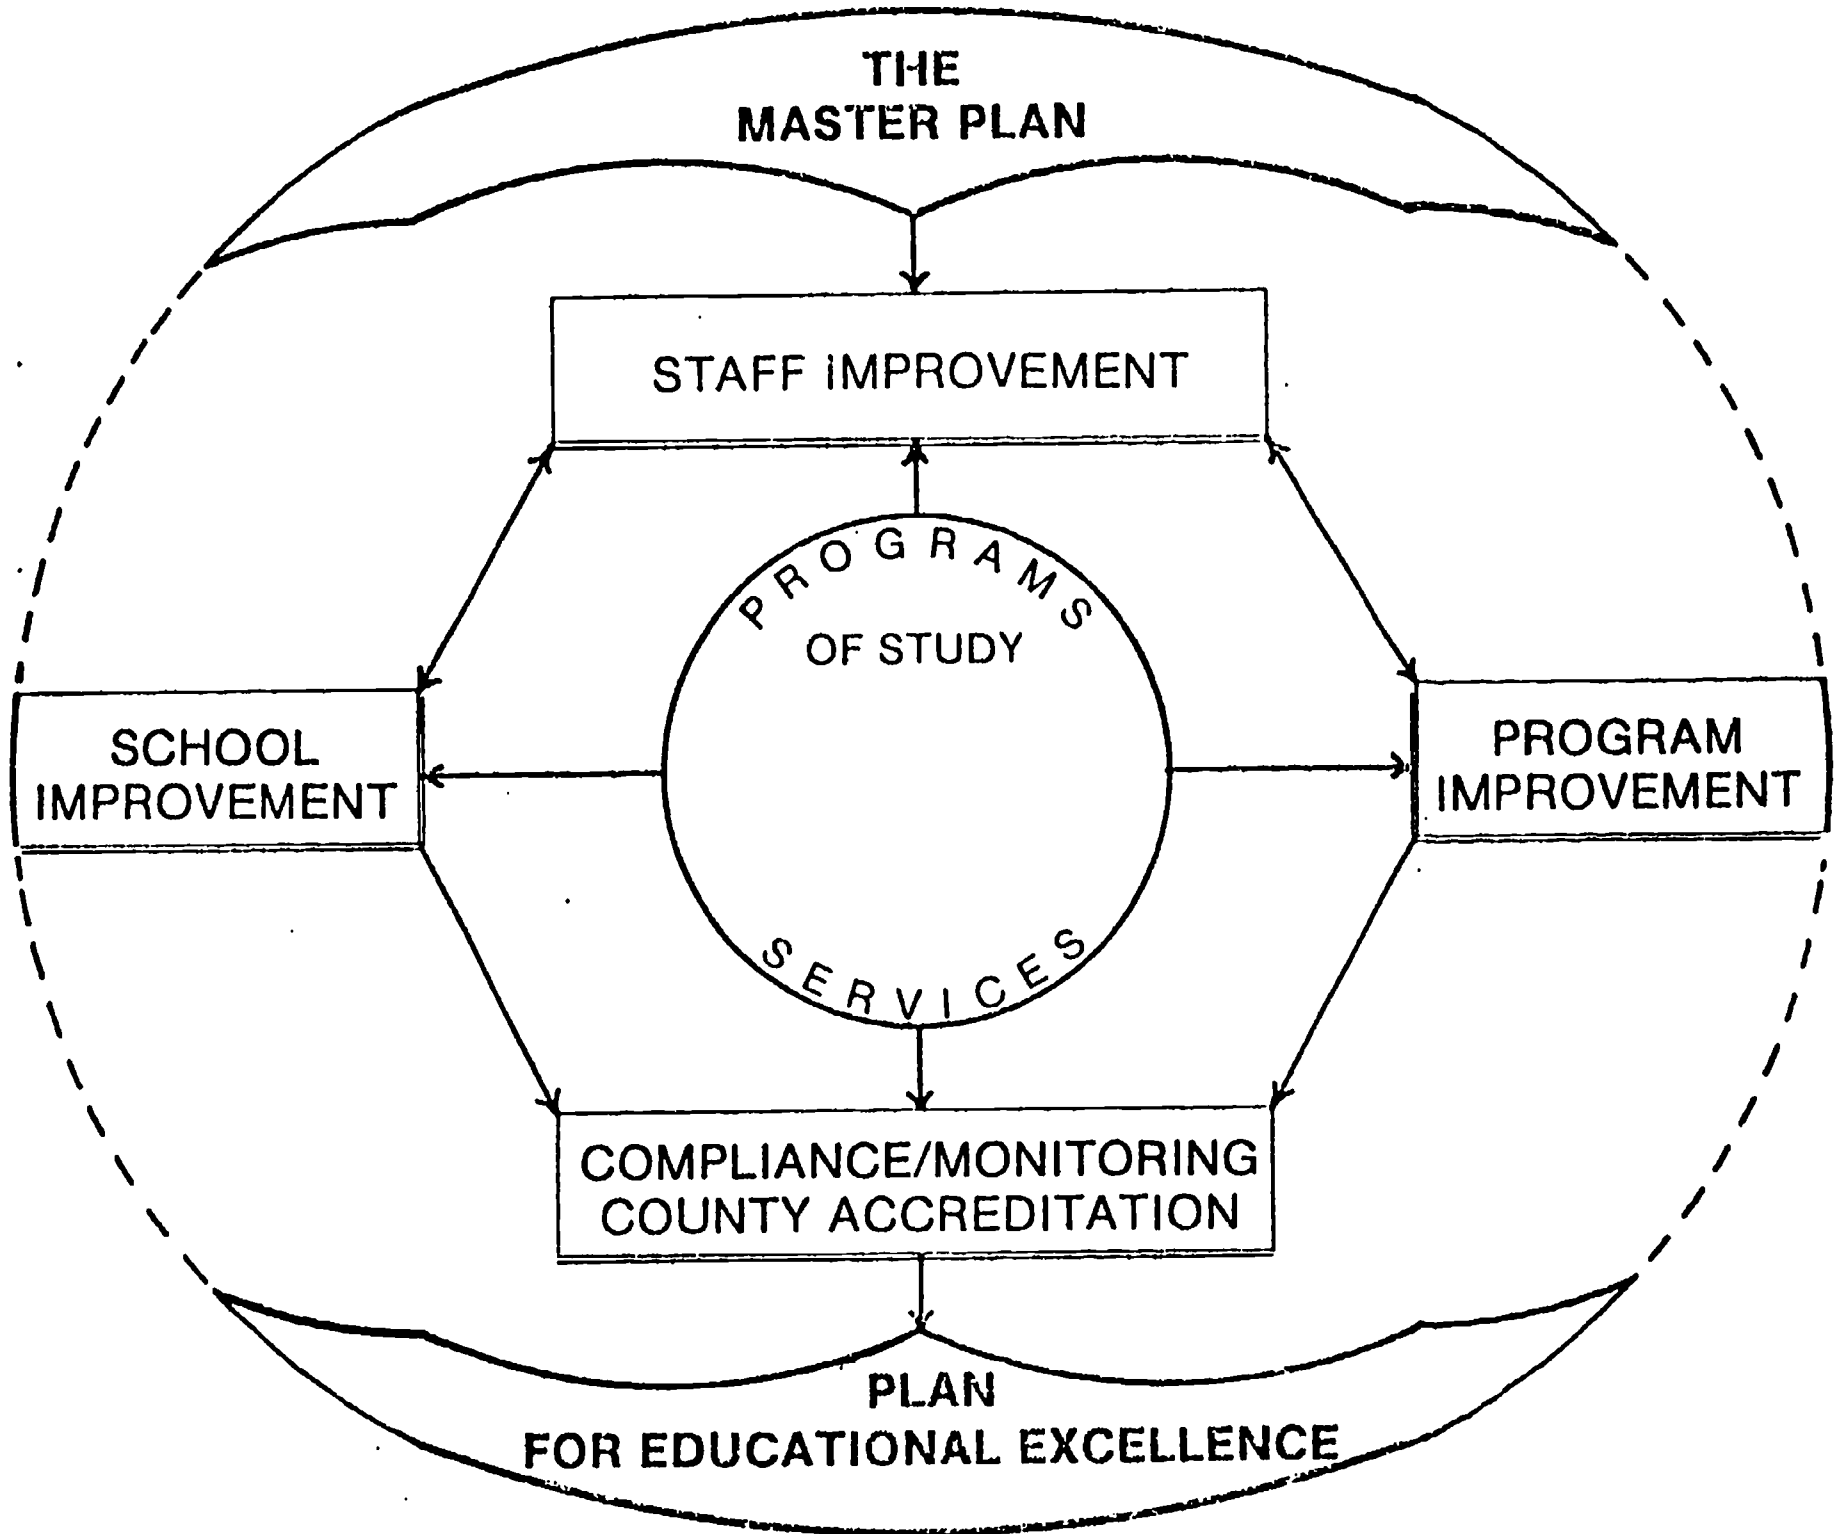 THE
MASTER PLAN
STAFF IMPROVEMENT
PROGRAMS
OF STUDY
SCHOOL
IMPROVEMENT
PROGRAM
IMPROVEMENT
SERVICES
COMPLIANCE/MONITORING
COUNTY ACCREDITATION
PLAN
FOR EDUCATIONAL EXCELLENCE